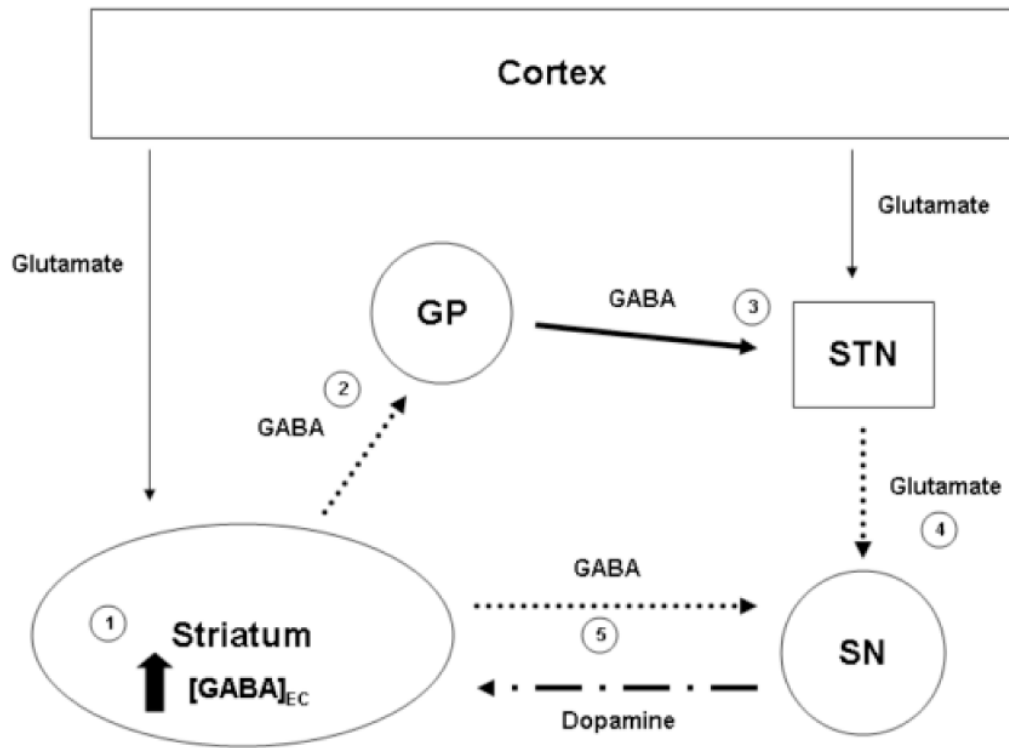 Cortex
Glutamate
Glutamate
GABA
3
GP
STN
2
GABA
Glutamate
4
GABA
1
Striatum
5
SN
[GABA]EC
Dopamine